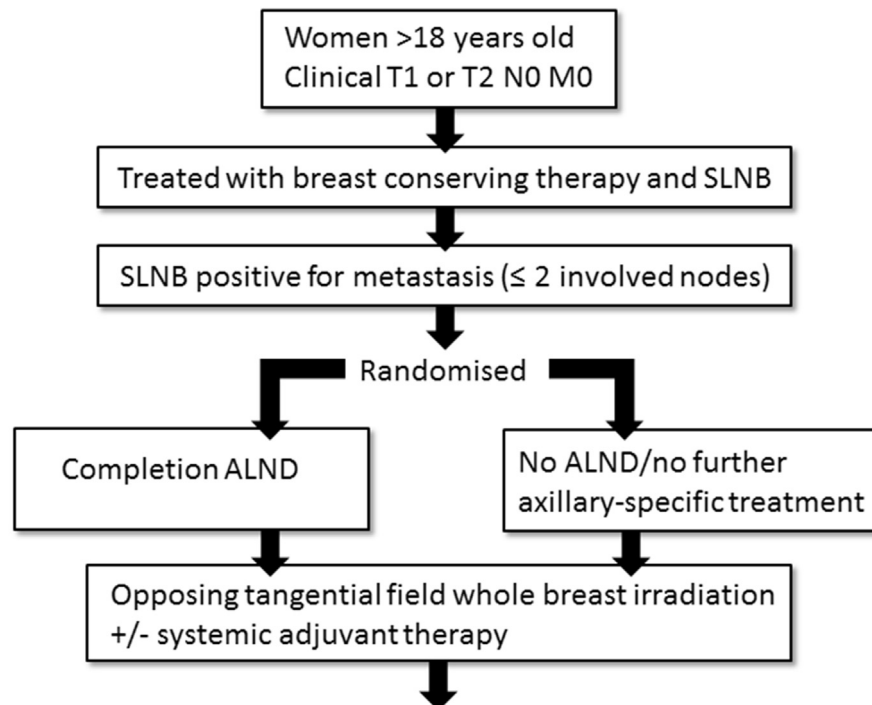 Women >18 years old
Clinical T1 or T2 N0 M0
Treated with breast conserving therapy and SLNB
SLNB positive for metastasis (≤ 2 involved nodes)
Randomised
Completion ALND
No ALND/no further
axillary-specific treatment
Opposing tangential field whole breast irradiation
+/- systemic adjuvant therapy